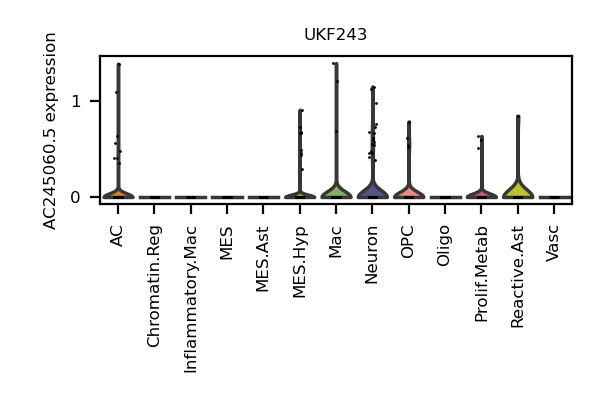 UKF243
AC245060.5 expression
1
0
AC
Chromatin.Reg
Inflammatory.Mac
MES
MES.Ast
MES.Hyp
Mac
Neuron
OPC
Oligo
Prolif.Metab
Reactive.Ast
Vasc